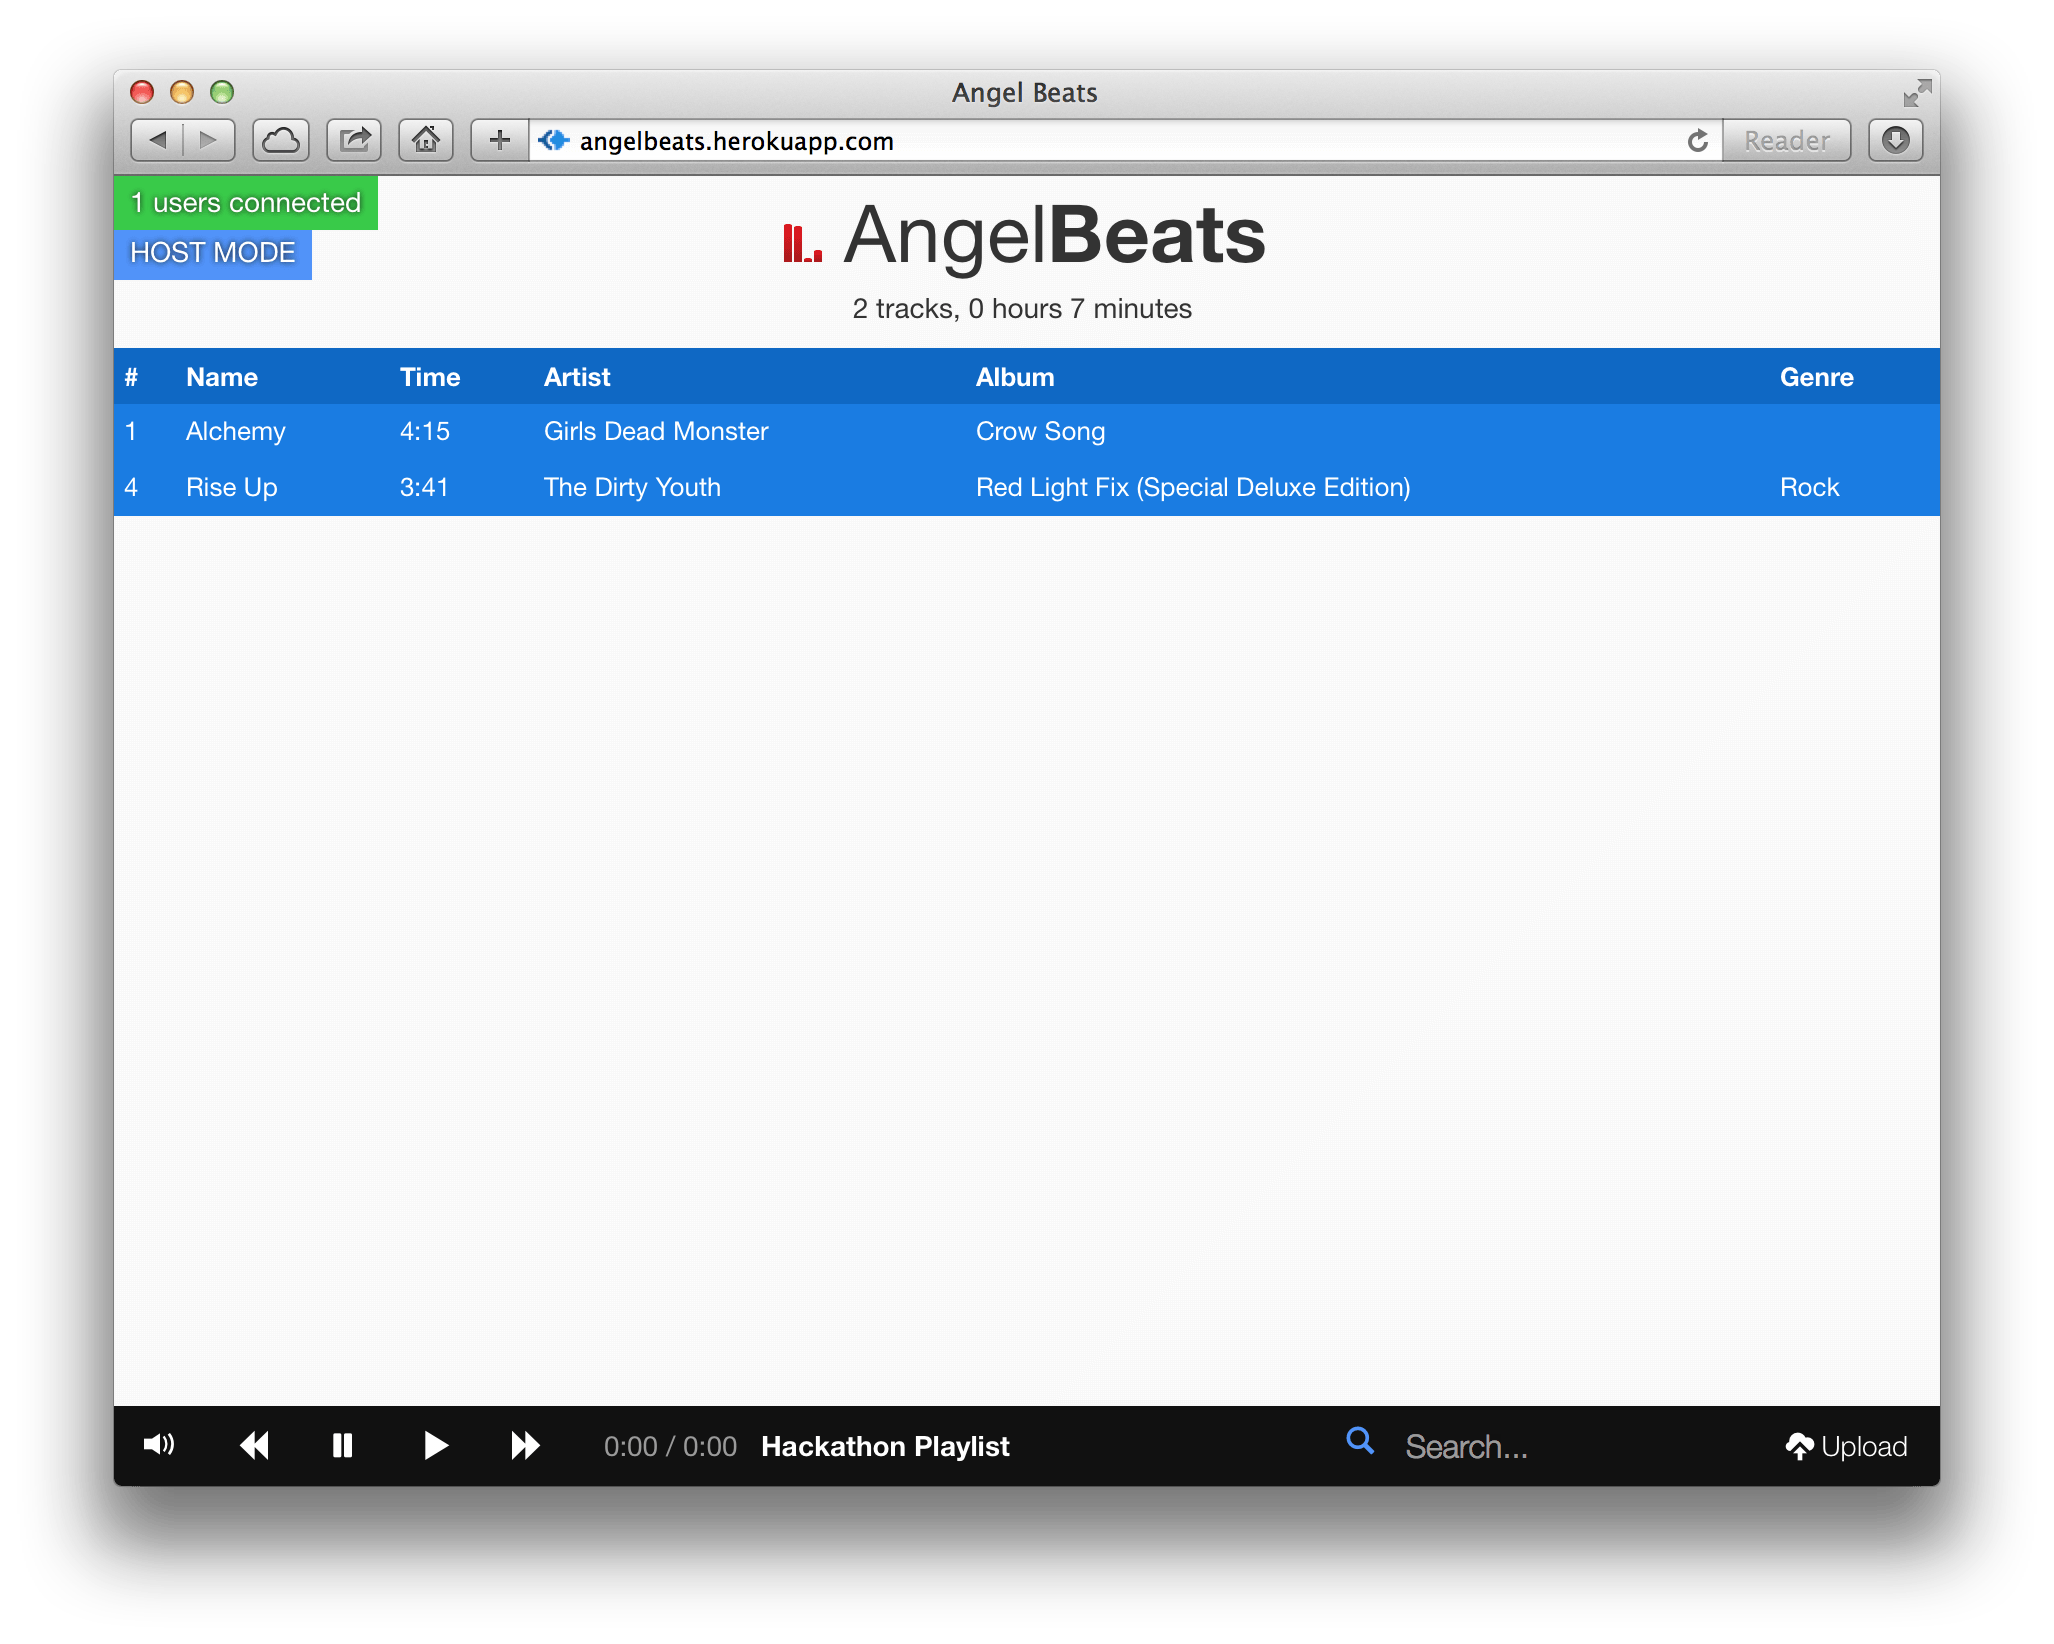 Angel Beats
angelbeats.herokuapp.com
Reader
1 users connected
HOST MODE
AngelBeats
2 tracks, 0 hours 7 minutes
# Name Time Artist Album Genre
1 Alchemy 4:15 Girls Dead Monster Crow Song
4 Rise Up 3:41 The Dirty Youth Red Light Fix (Special Deluxe Edition) Rock
0:00 / 0:00 Hackathon Playlist Search... Upload